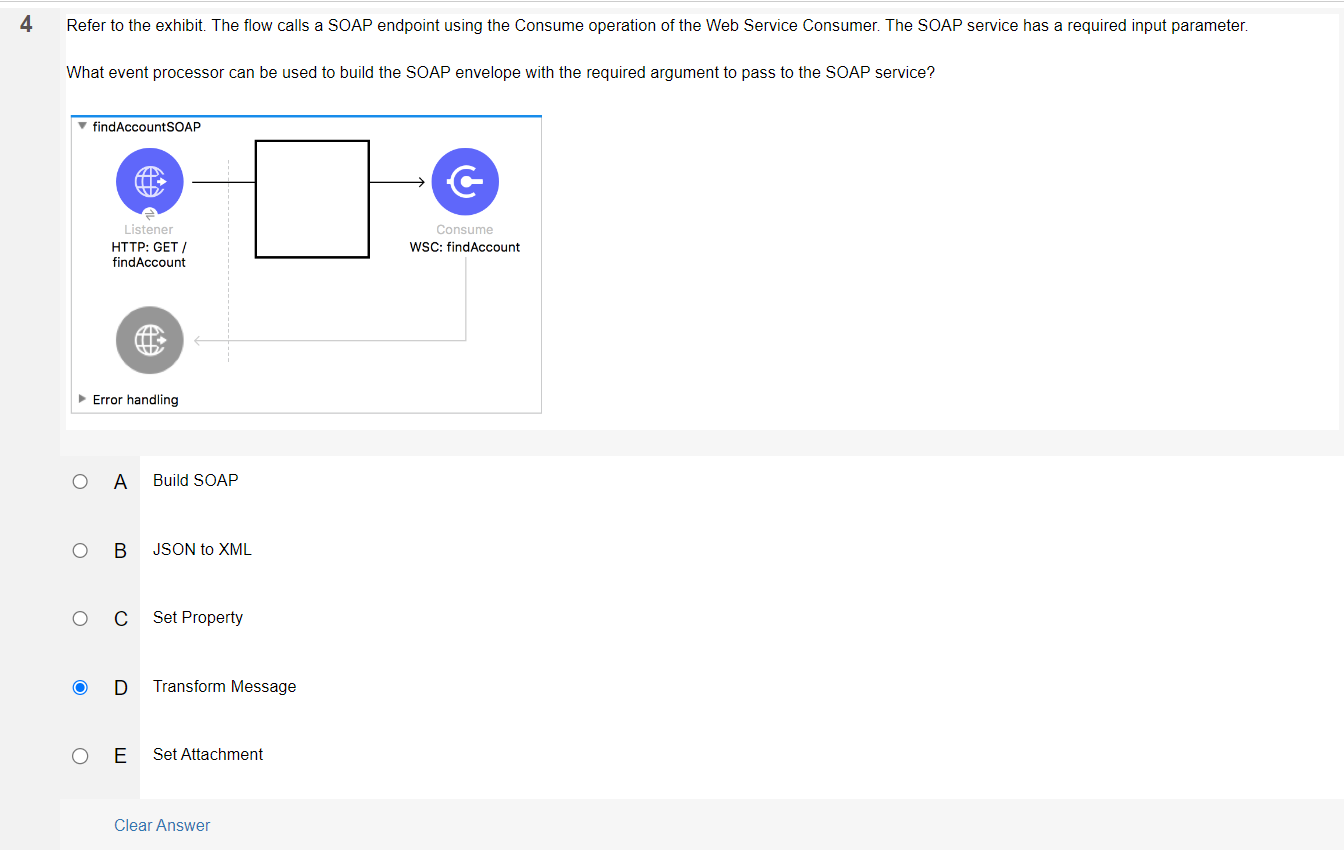 4
Refer to the exhibit. The flow calls a SOAP endpoint using the Consume operation of the Web Service Consumer. The SOAP service has a required input parameter.
What event processor can be used to build the SOAP envelope with the required argument to pass to the SOAP service?
findAccountSOAP
Listener
HTTP: GET /
findAccount
Consume
WSC: findAccount
Error handling
A Build SOAP
B JSON to XML
C Set Property
D Transform Message
E Set Attachment
Clear Answer